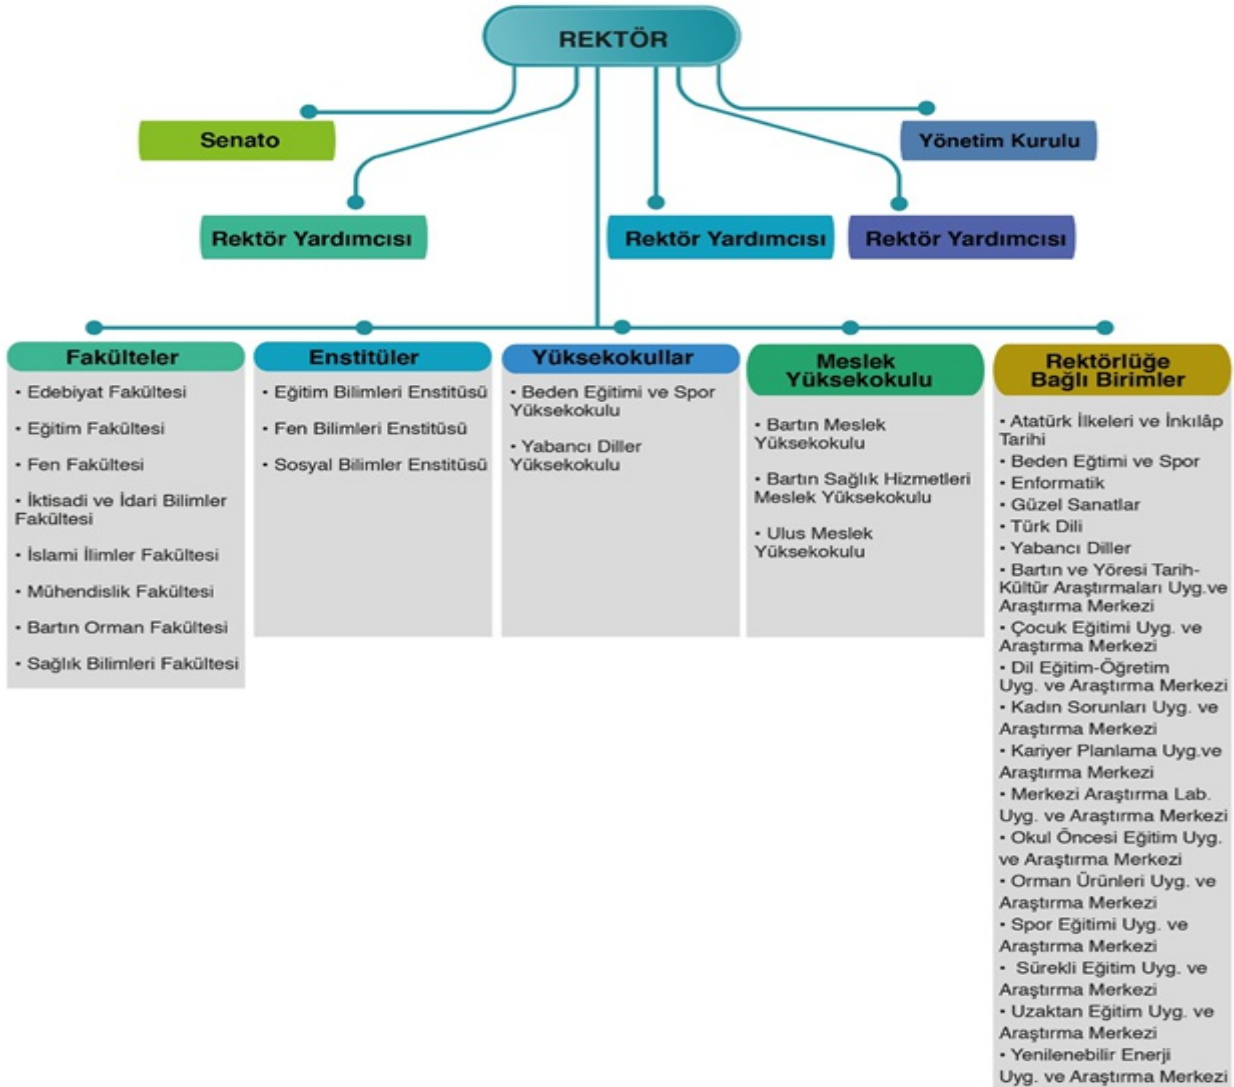 REKTÖR
Senato
Yönetim Kurulu
Rektör Yardımcısı
Rektör Yardımcısı
Rektör Yardımcısı
Fakülteler
• Edebiyat Fakültesi
• Eğitim Fakültesi
• Fen Fakültesi
• İktisadi ve İdari Bilimler
Fakültesi
• İslami İlimler Fakültesi
• Mühendislik Fakültesi
• Bartın Orman Fakültesi
• Sağlık Bilimleri Fakültesi
Enstitüler
• Eğitim Bilimleri Enstitüsü
• Fen Bilimleri Enstitüsü
• Sosyal Bilimler Enstitüsü
Yüksekokullar
• Beden Eğitimi ve Spor
Yüksekokulu
• Yabancı Diller
Yüksekokulu
Meslek
Yüksekokulu
• Bartın Meslek
Yüksekokulu
• Bartın Sağlık Hizmetleri
Meslek Yüksekokulu
• Ulus Meslek
Yüksekokulu
Rektörlüğe
Bağlı Birimler
• Atatürk İlkeleri ve İnkılâp
Tarihi
• Beden Eğtimi ve Spor
• Enformatik
• Güzel Sanatlar
• Türk Dili
• Yabancı Diller
• Bartın ve Yöresi Tarih-
Kültür Araştırmaları Uyg.ve
Araştırma Merkezi
• Çocuk Eğitimi Uyg. ve
Araştırma Merkezi
• Dil Eğitim-Öğretim
Uyg. ve Araştırma Merkezi
• Kadın Sorunları Uyg. ve
Araştırma Merkezi
• Kariyer Planlama Uyg.ve
Araştırma Merkezi
• Merkezi Araştırma Lab.
Uyg. ve Araştırma Merkezi
• Okul Öncesi Eğitim Uyg.
ve Araştırma Merkezi
• Orman Ürünleri Uyg. ve
Araştırma Merkezi
• Spor Eğitimi Uyg. ve
Araştırma Merkezi
• Sürekli Eğitim Uyg. ve
Araştırma Merkezi
• Uzaktan Eğitim Uyg. ve
Araştırma Merkezi
• Yenilenebilir Enerji
Uyg. ve Araştırma Merkezi